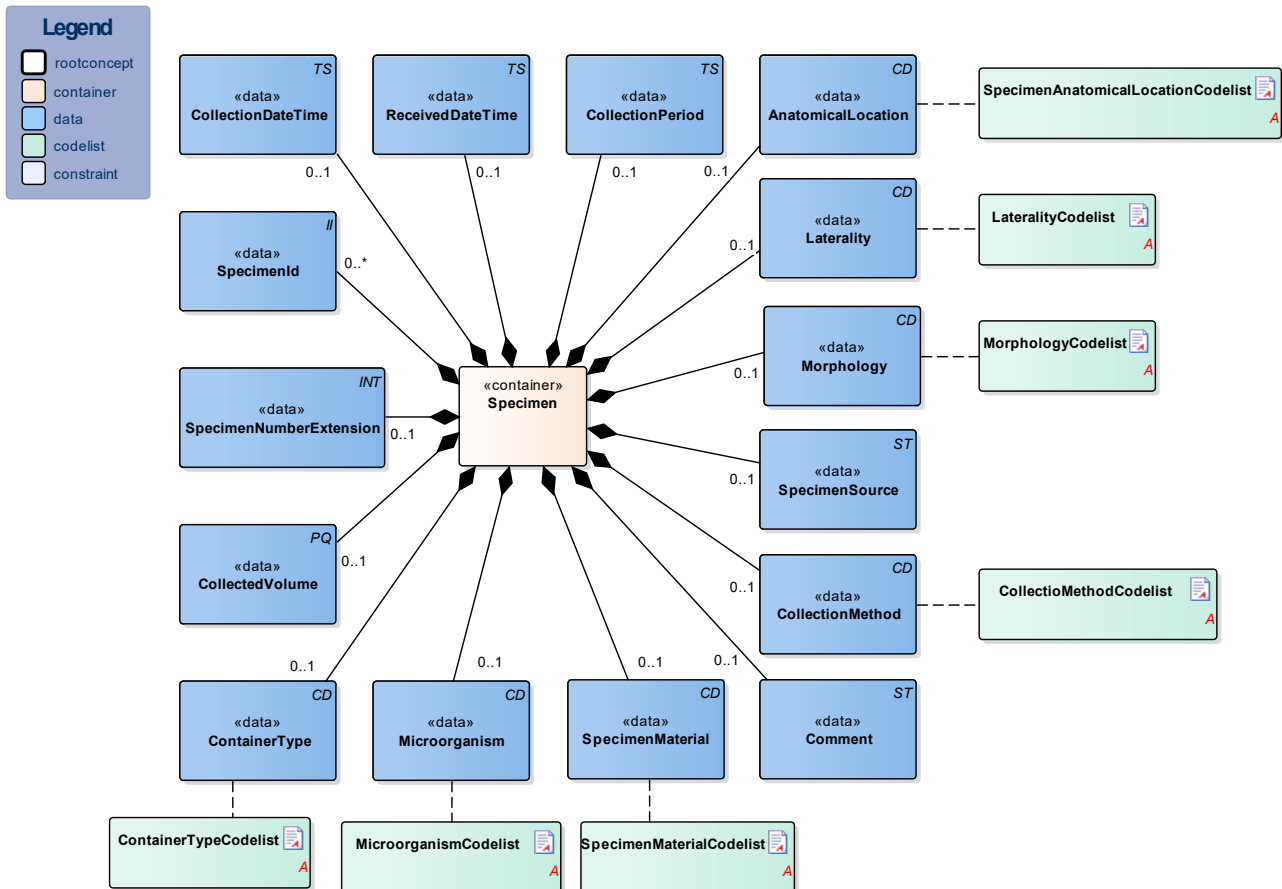 Legend
rootconcept
container
data
codelist
constraint
TS
«data»
CollectionDateTime
0..1
TS
«data»
ReceivedDateTime
0..1
TS
«data»
CollectionPeriod
0..1
CD
«data»
AnatomicalLocation
0..1
SpecimenAnatomicalLocationCodelist
A
II
«data»
SpecimenId
0..*
CD
«data»
Laterality
0..1
LateralityCodelist
A
CD
«data»
Morphology
0..1
MorphologyCodelist
A
«container»
Specimen
INT
«data»
SpecimenNumberExtension
0..1
ST
«data»
SpecimenSource
0..1
PQ
«data»
CollectedVolume
0..1
CD
«data»
CollectionMethod
0..1
CollectioMethodCodelist
A
0..1
CD
«data»
ContainerType
0..1
CD
«data»
Microorganism
0..1
CD
«data»
SpecimenMaterial
0..1
ST
«data»
Comment
ContainerTypeCodelist
A
MicroorganismCodelist
A
SpecimenMaterialCodelist
A